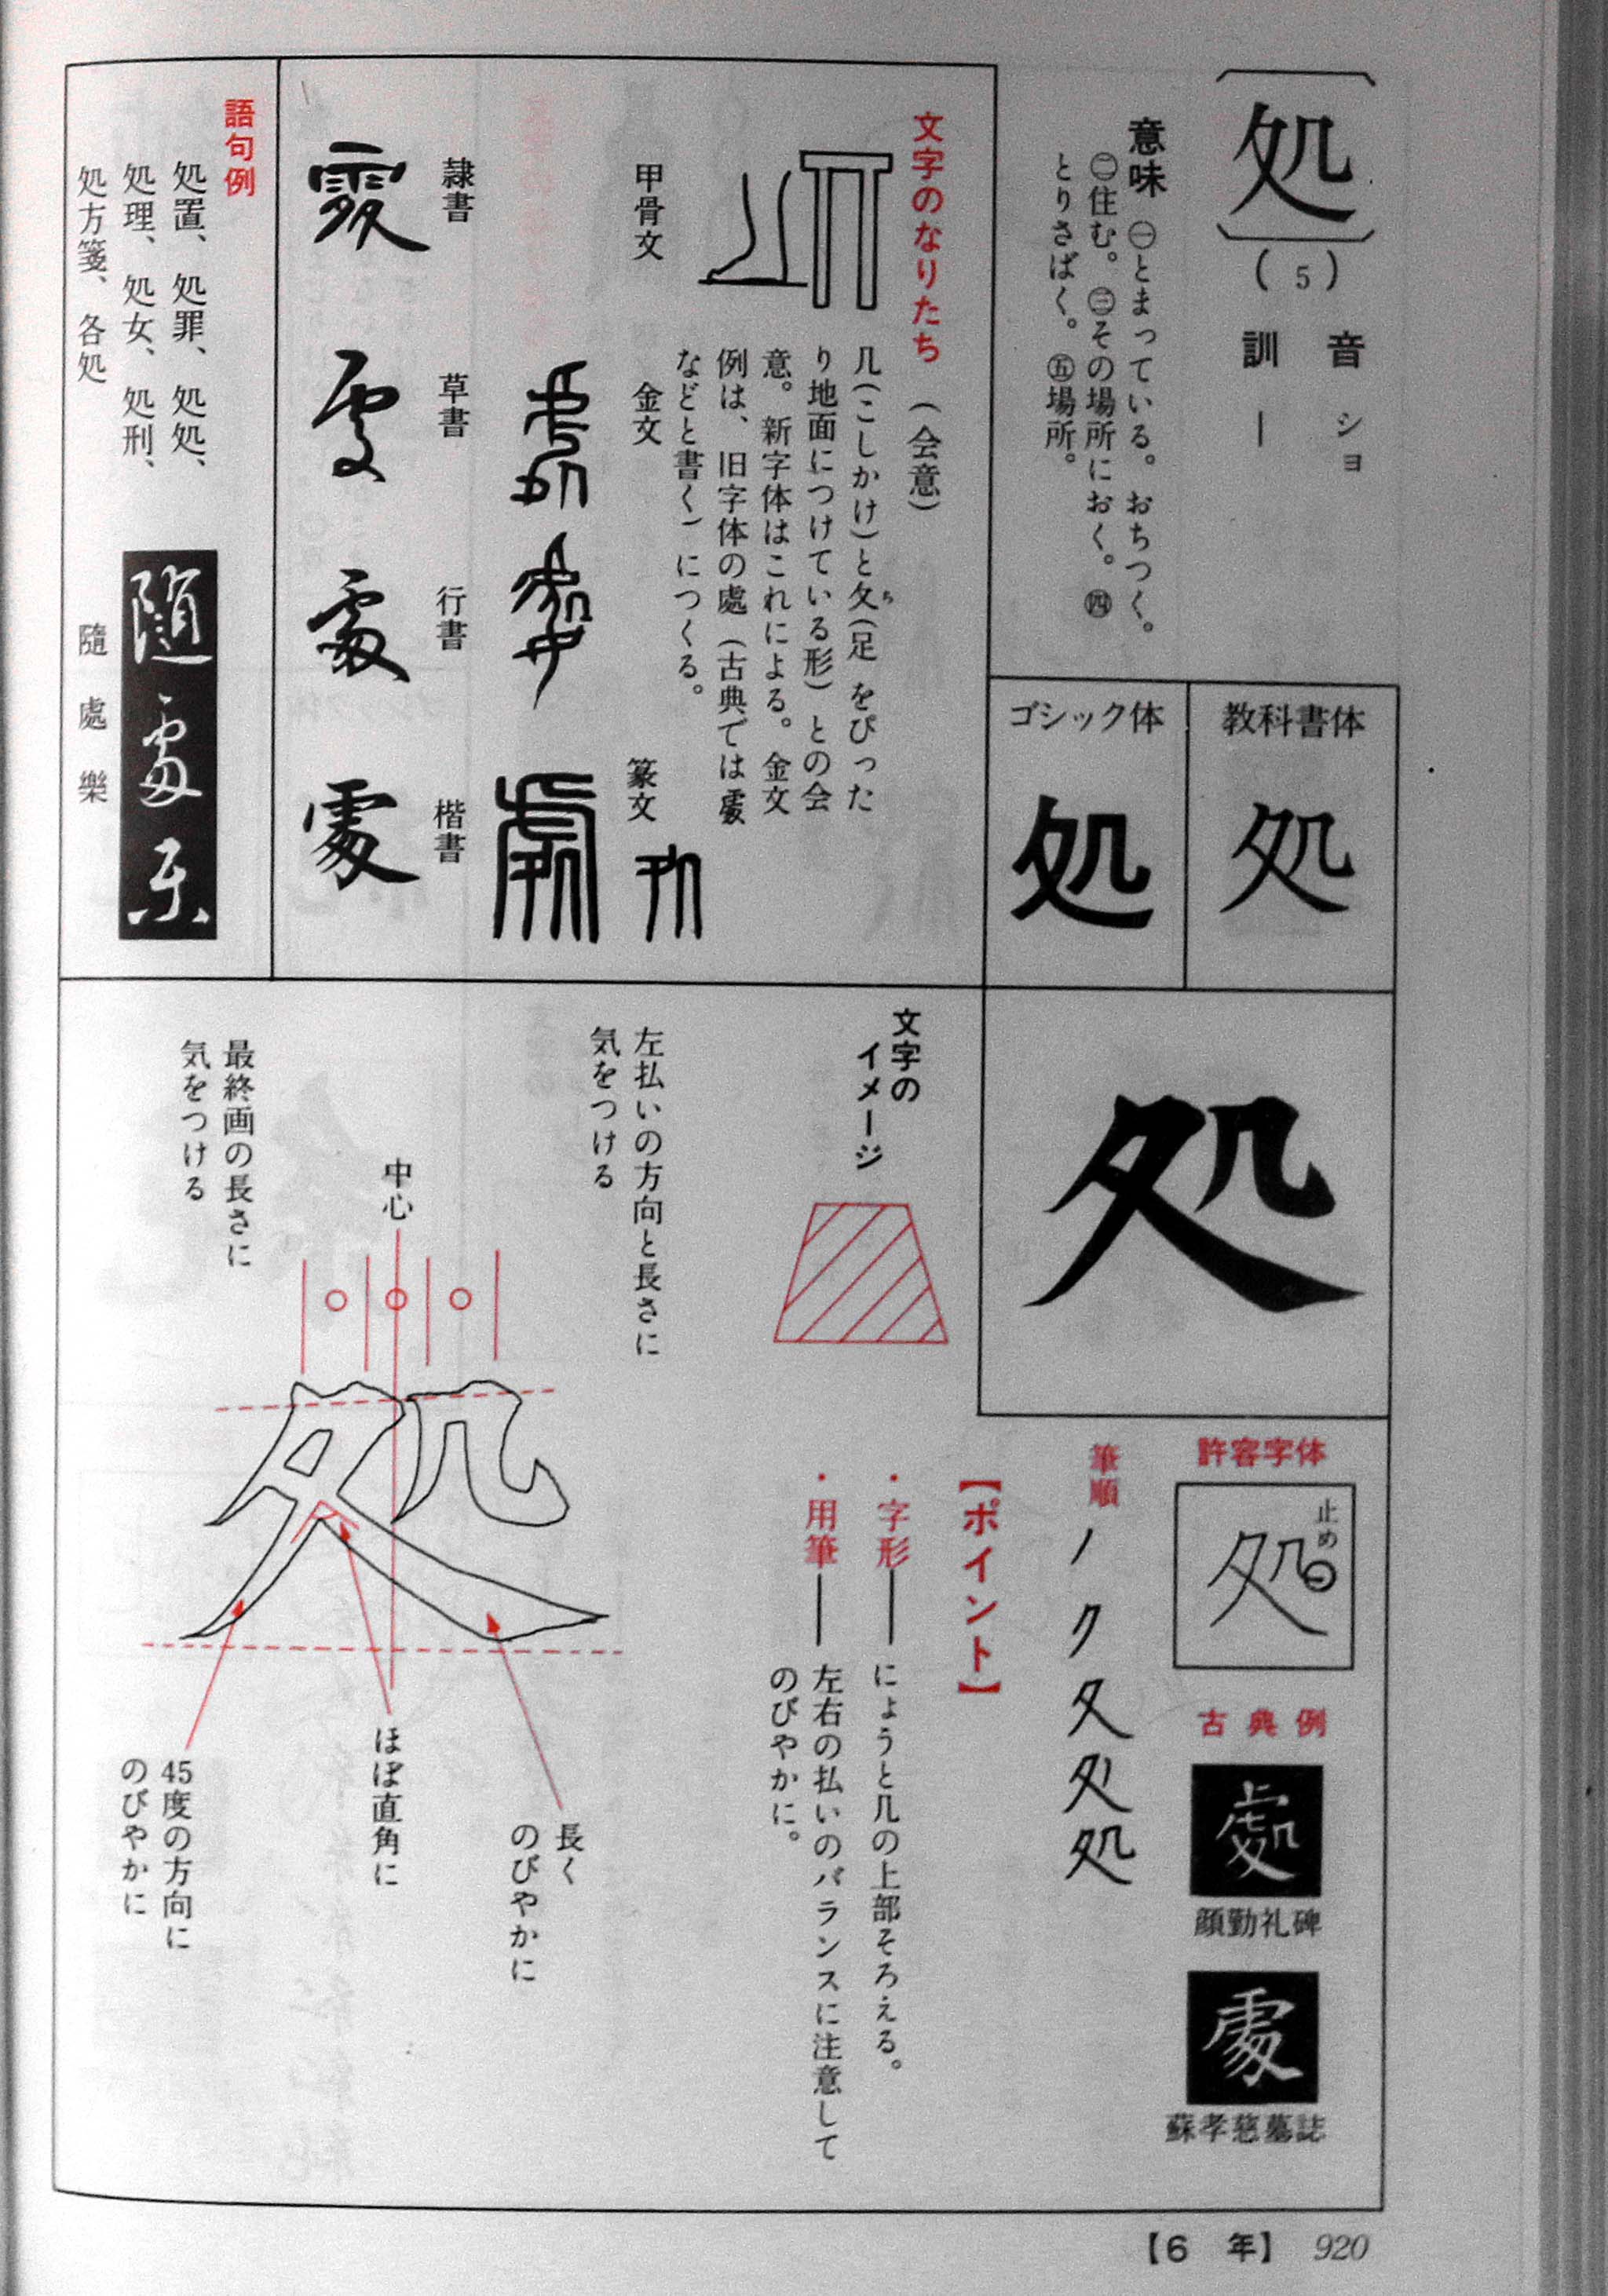 処
(5)
音 ショ
訓 ー
意味 ㊀とまっている。おちつく。
㊁住む。㊂その場所におく。㊃
とりさばく。㊄場所。
教科書体
処
ゴシック体
処
文字のなりたち (会意)
几(こしかけ)と夂(足をぴった
ち
り地面につけている形)との会
意。新字体はこれによる。金文
例は、旧字体の處(古典では䖏
などと書く)につくる。
甲骨文
金文
篆文
隷書
草書
行書
楷書
語句例
処置、処罪、処処、
処理、処女、処刑、
処方箋、各処
隨處樂
隨處樂
処
許容字体
止め
処
古典例
處
顔勤礼碑
處
蘇孝慈墓誌
筆順
ノ ク 夂 処 処
【ポイント】
・字形──にょうと几の上部そろえる。
・用筆──左右の払いのバランスに注意して
のびやかに。
文字の
イメージ
左払いの方向と長さに
気をつける
中心
最終画の長さに
気をつける
長く
のびやかに
ほぼ直角に
45度の方向に
のびやかに
【6年】 920